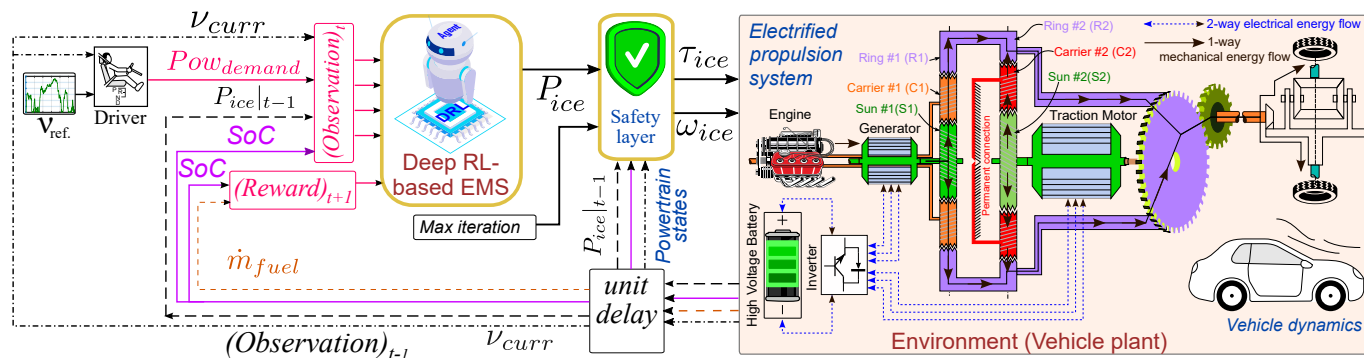 ν_curr
Pow_demand
P_ice|t−1
ν_ref.
Driver
SoC
SoC
(Observation)_t
(Reward)_t+1
ṁ_fuel
Agent
DRL
Deep RL-
based EMS
P_ice
Max iteration
Safety
layer
τ_ice
ω_ice
P_ice|t−1
Powertrain
states
unit
delay
ν_curr
(Observation)_t-1
Electrified
propulsion
system
Ring #1 (R1)
Carrier #1 (C1)
Sun #1(S1)
Engine
Generator
Ring #2 (R2)
Carrier #2 (C2)
Sun #2(S2)
Traction Motor
Permanent connection
2-way electrical energy flow
1-way
mechanical energy flow
High Voltage Battery
+
−
Inverter
Environment (Vehicle plant)
Vehicle dynamics